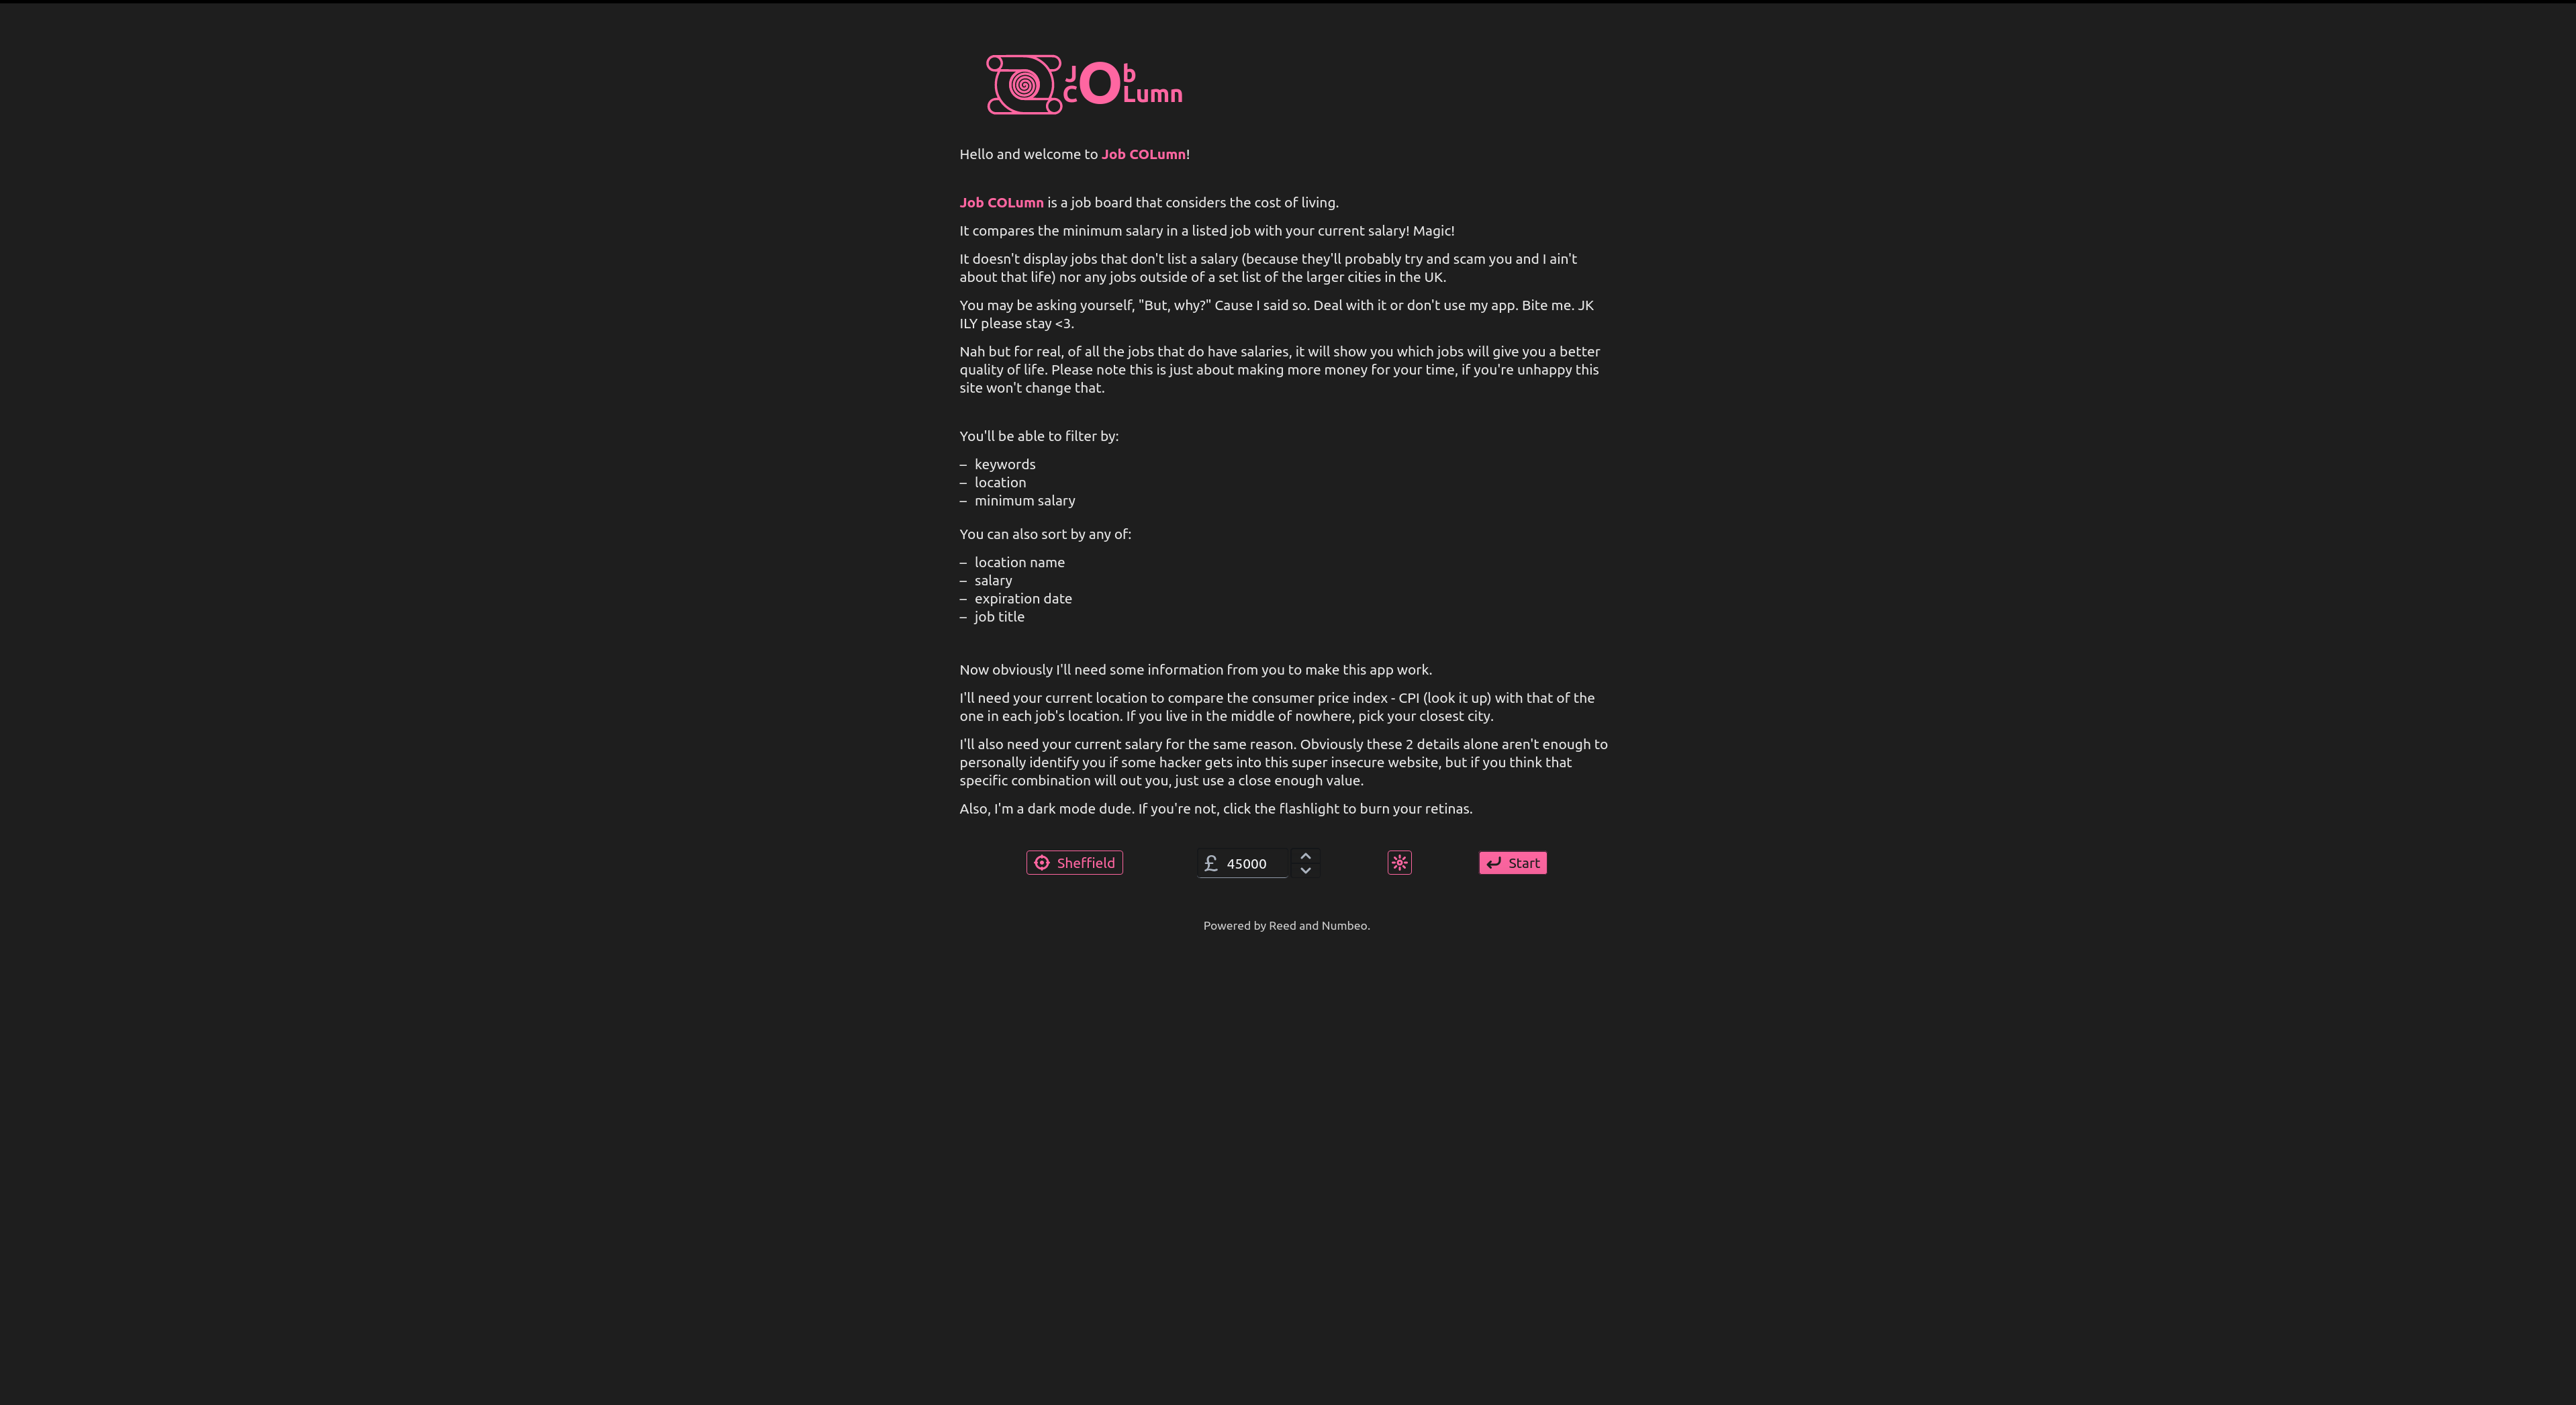 JOb
COLumn
Hello and welcome to Job COLumn!
Job COLumn is a job board that considers the cost of living.
It compares the minimum salary in a listed job with your current salary! Magic!
It doesn't display jobs that don't list a salary (because they'll probably try and scam you and I ain't
about that life) nor any jobs outside of a set list of the larger cities in the UK.
You may be asking yourself, "But, why?" Cause I said so. Deal with it or don't use my app. Bite me. JK
ILY please stay <3.
Nah but for real, of all the jobs that do have salaries, it will show you which jobs will give you a better
quality of life. Please note this is just about making more money for your time, if you're unhappy this
site won't change that.
You'll be able to filter by:
– keywords
– location
– minimum salary
You can also sort by any of:
– location name
– salary
– expiration date
– job title
Now obviously I'll need some information from you to make this app work.
I'll need your current location to compare the consumer price index - CPI (look it up) with that of the
one in each job's location. If you live in the middle of nowhere, pick your closest city.
I'll also need your current salary for the same reason. Obviously these 2 details alone aren't enough to
personally identify you if some hacker gets into this super insecure website, but if you think that
specific combination will out you, just use a close enough value.
Also, I'm a dark mode dude. If you're not, click the flashlight to burn your retinas.
Sheffield £ 45000 Start
Powered by Reed and Numbeo.